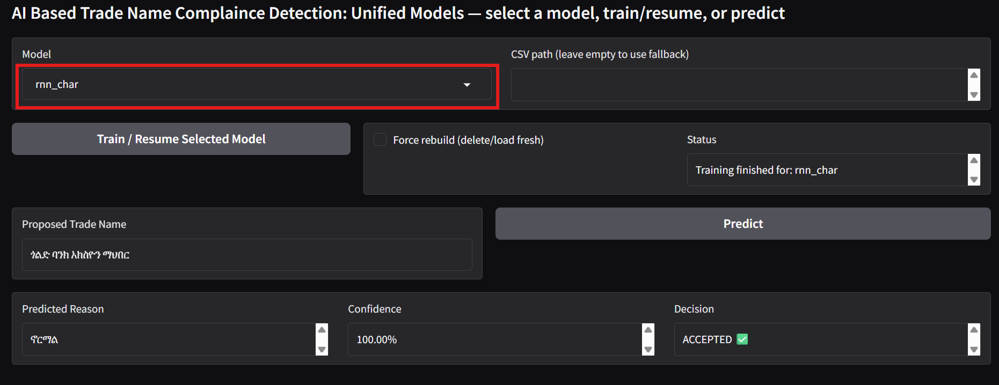 AI Based Trade Name Complaince Detection: Unified Models — select a model, train/resume, or predict
Model
rnn_char
CSV path (leave empty to use fallback)
Train / Resume Selected Model
Force rebuild (delete/load fresh)
Status
Training finished for: rnn_char
Proposed Trade Name
ጎልድ ባንክ አክስዮን ማህበር
Predict
Predicted Reason
ኖርማል
Confidence
100.00%
Decision
ACCEPTED ✅